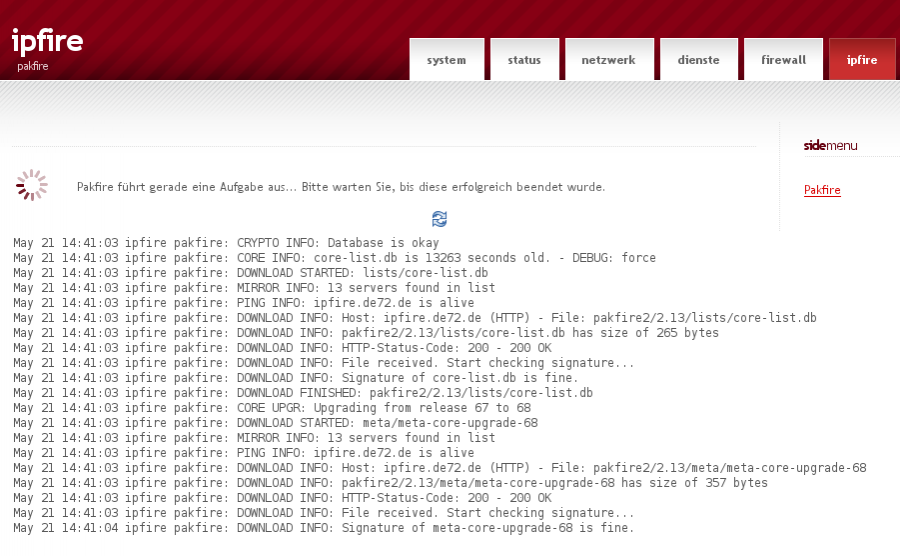 ipfire
pakfire
system status netzwerk dienste firewall ipfire
sidemenu
Pakfire führt gerade eine Aufgabe aus... Bitte warten Sie, bis diese erfolgreich beendet wurde.
Pakfire
May 21 14:41:03 ipfire pakfire: CRYPTO INFO: Database is okay
May 21 14:41:03 ipfire pakfire: CORE INFO: core-list.db is 13263 seconds old. - DEBUG: force
May 21 14:41:03 ipfire pakfire: DOWNLOAD STARTED: lists/core-list.db
May 21 14:41:03 ipfire pakfire: MIRROR INFO: 13 servers found in list
May 21 14:41:03 ipfire pakfire: PING INFO: ipfire.de72.de is alive
May 21 14:41:03 ipfire pakfire: DOWNLOAD INFO: Host: ipfire.de72.de (HTTP) - File: pakfire2/2.13/lists/core-list.db
May 21 14:41:03 ipfire pakfire: DOWNLOAD INFO: pakfire2/2.13/lists/core-list.db has size of 265 bytes
May 21 14:41:03 ipfire pakfire: DOWNLOAD INFO: HTTP-Status-Code: 200 - 200 OK
May 21 14:41:03 ipfire pakfire: DOWNLOAD INFO: File received. Start checking signature...
May 21 14:41:03 ipfire pakfire: DOWNLOAD INFO: Signature of core-list.db is fine.
May 21 14:41:03 ipfire pakfire: DOWNLOAD FINISHED: pakfire2/2.13/lists/core-list.db
May 21 14:41:03 ipfire pakfire: CORE UPGR: Upgrading from release 67 to 68
May 21 14:41:03 ipfire pakfire: DOWNLOAD STARTED: meta/meta-core-upgrade-68
May 21 14:41:03 ipfire pakfire: MIRROR INFO: 13 servers found in list
May 21 14:41:03 ipfire pakfire: PING INFO: ipfire.de72.de is alive
May 21 14:41:03 ipfire pakfire: DOWNLOAD INFO: Host: ipfire.de72.de (HTTP) - File: pakfire2/2.13/meta/meta-core-upgrade-68
May 21 14:41:03 ipfire pakfire: DOWNLOAD INFO: pakfire2/2.13/meta/meta-core-upgrade-68 has size of 357 bytes
May 21 14:41:03 ipfire pakfire: DOWNLOAD INFO: HTTP-Status-Code: 200 - 200 OK
May 21 14:41:03 ipfire pakfire: DOWNLOAD INFO: File received. Start checking signature...
May 21 14:41:04 ipfire pakfire: DOWNLOAD INFO: Signature of meta-core-upgrade-68 is fine.